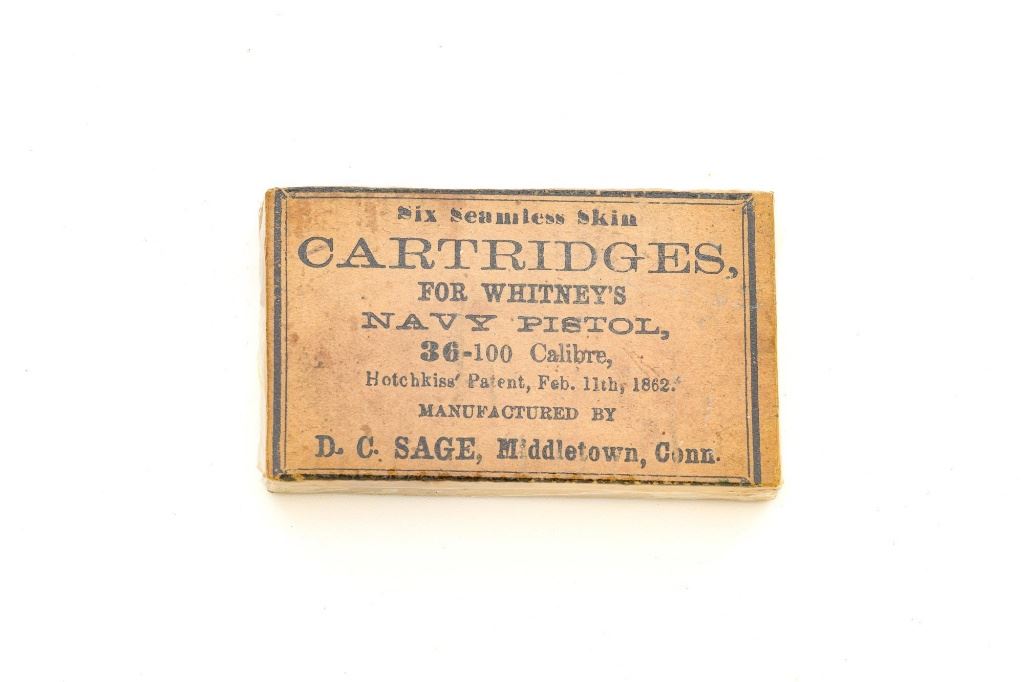 Six Seamless Skin
CARTRIDGES,
FOR WHITNEY'S
NAVY PISTOL,
36-100 Calibre,
Hotchkiss' Patent, Feb. 11th, 1862.
MANUFACTURED BY
D. C. SAGE, Middletown, Conn.